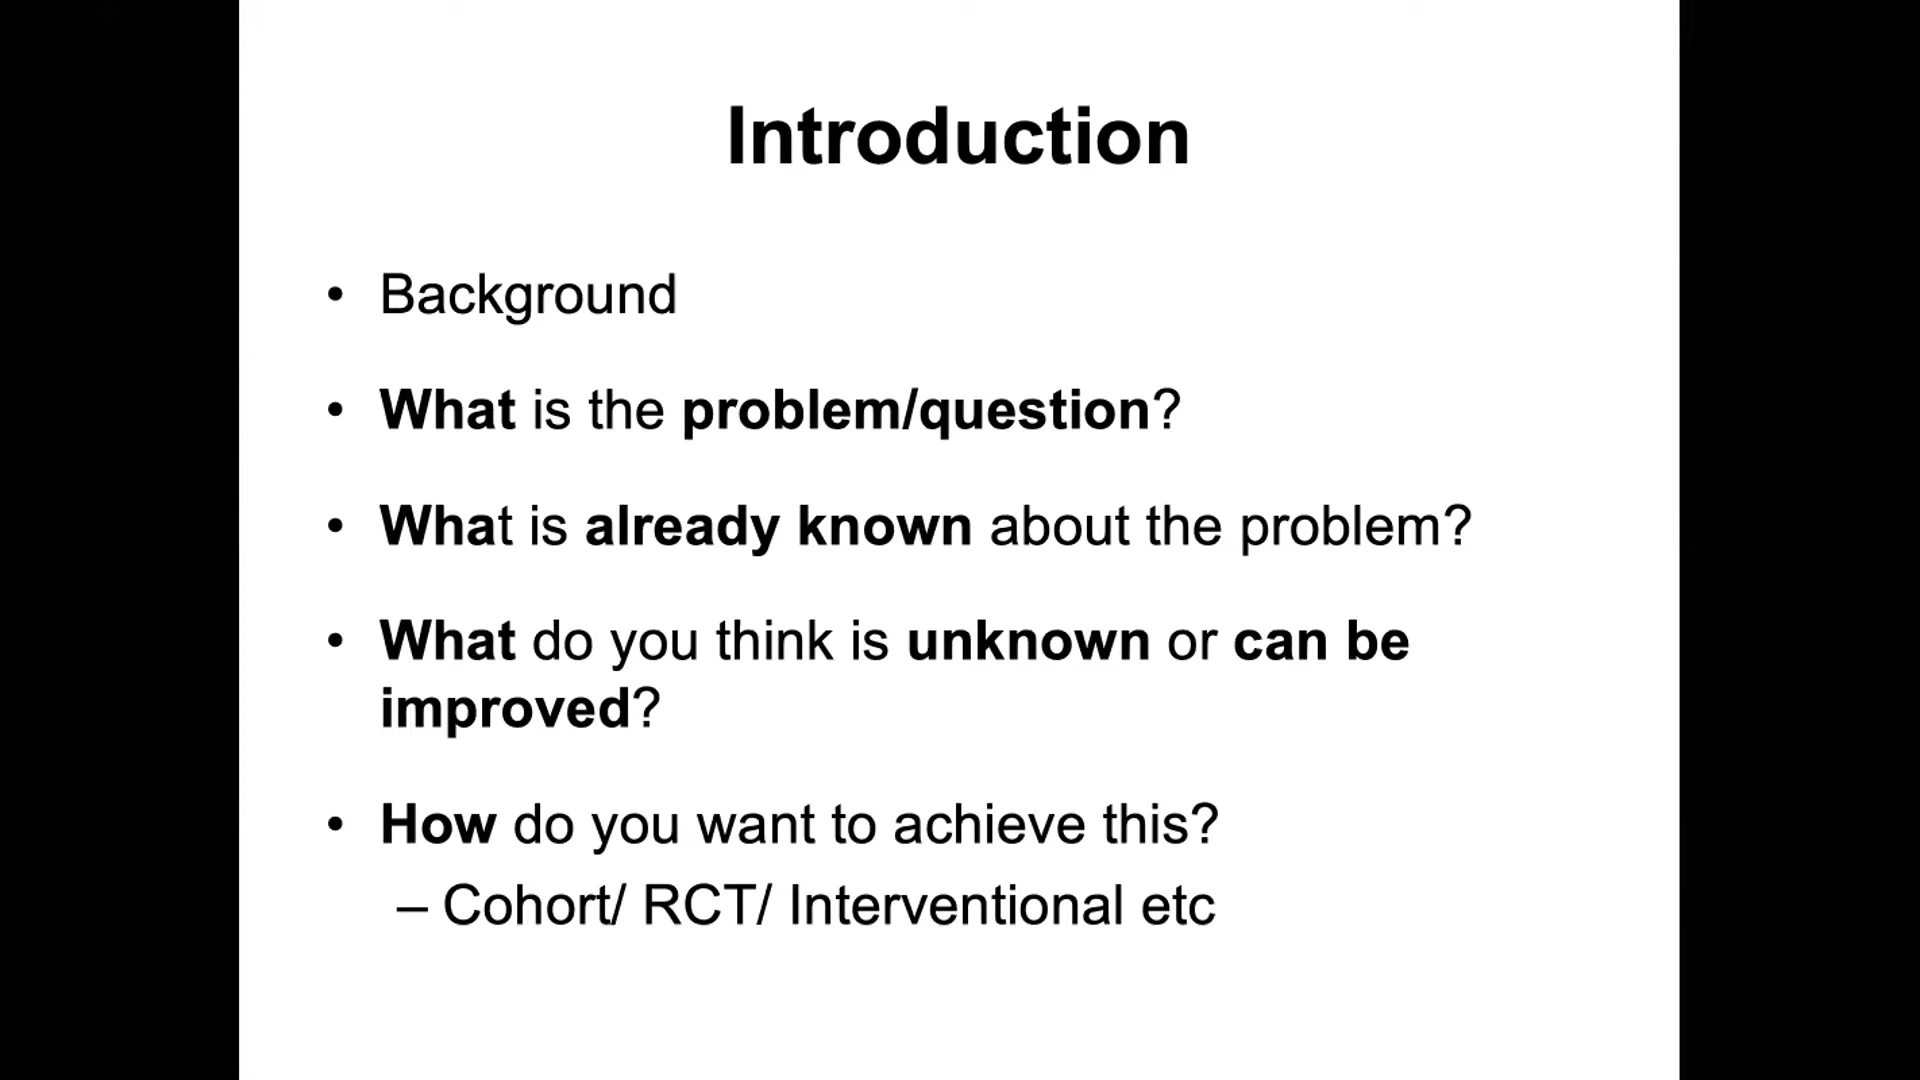 Introduction
• Background
• What is the problem/question?
• What is already known about the problem?
• What do you think is unknown or can be
improved?
• How do you want to achieve this?
– Cohort/ RCT/ Interventional etc